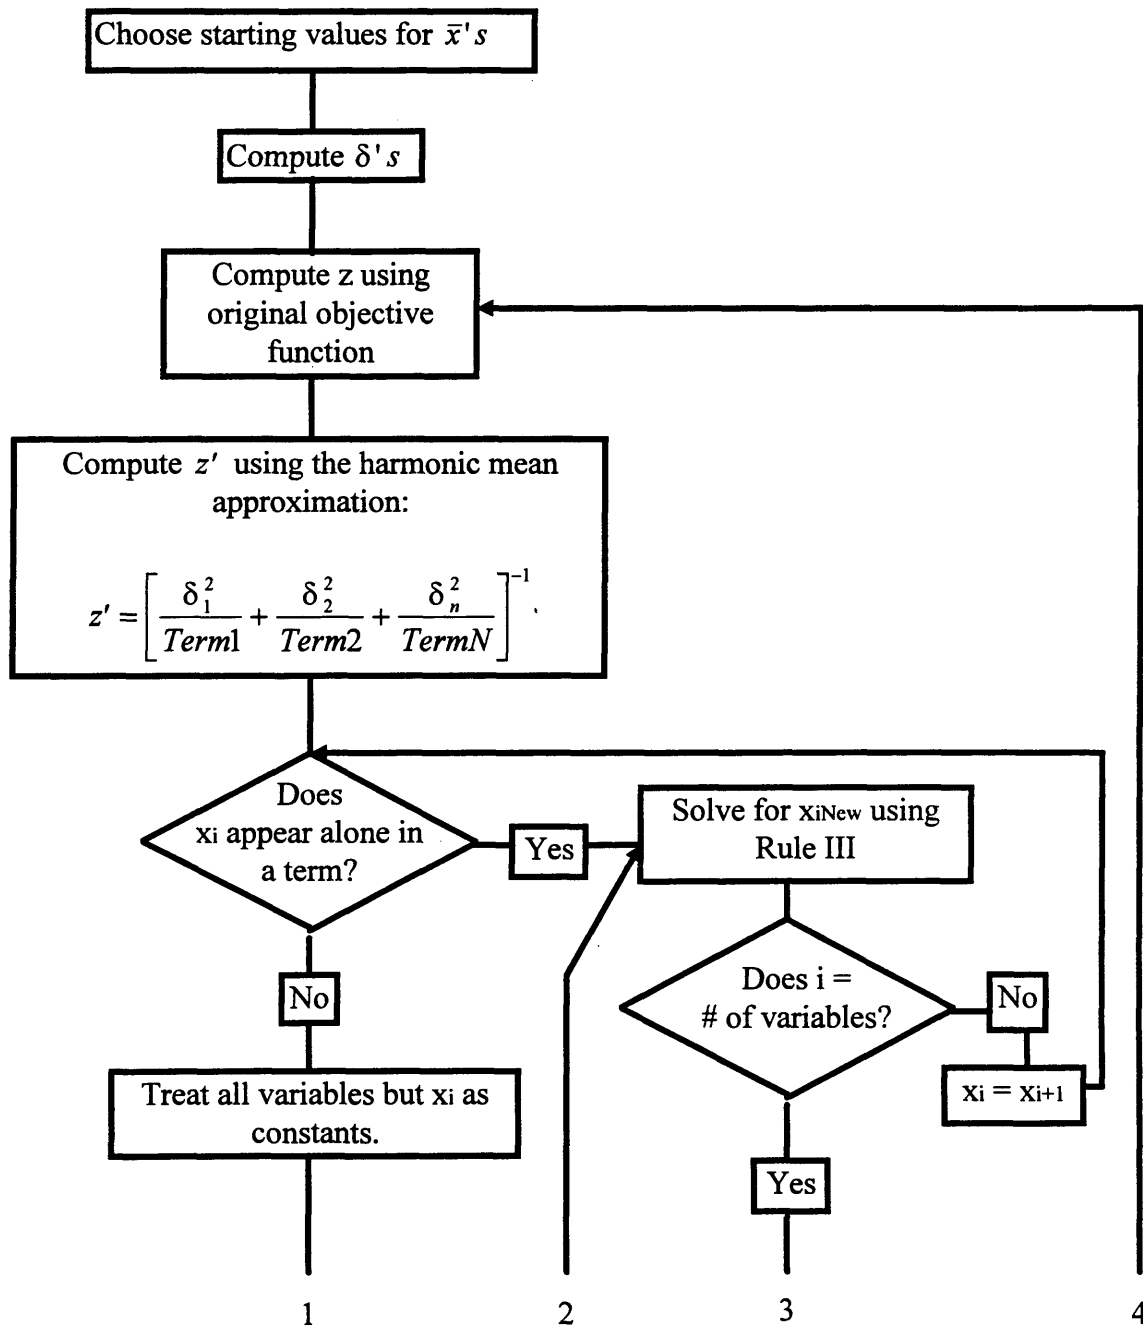 Choose starting values for x̄'s
Compute δ's
Compute z using
original objective
function
Compute z′ using the harmonic mean
approximation:
z′ = [δ₁²/Term1 + δ₂²/Term2 + δₙ²/TermN]⁻¹.
Does
xi appear alone in
a term?
Yes
Solve for xiNew using
Rule III
No
Does i =
# of variables?
No
Treat all variables but xi as
constants.
xi = xi+1
Yes
1
2
3
4